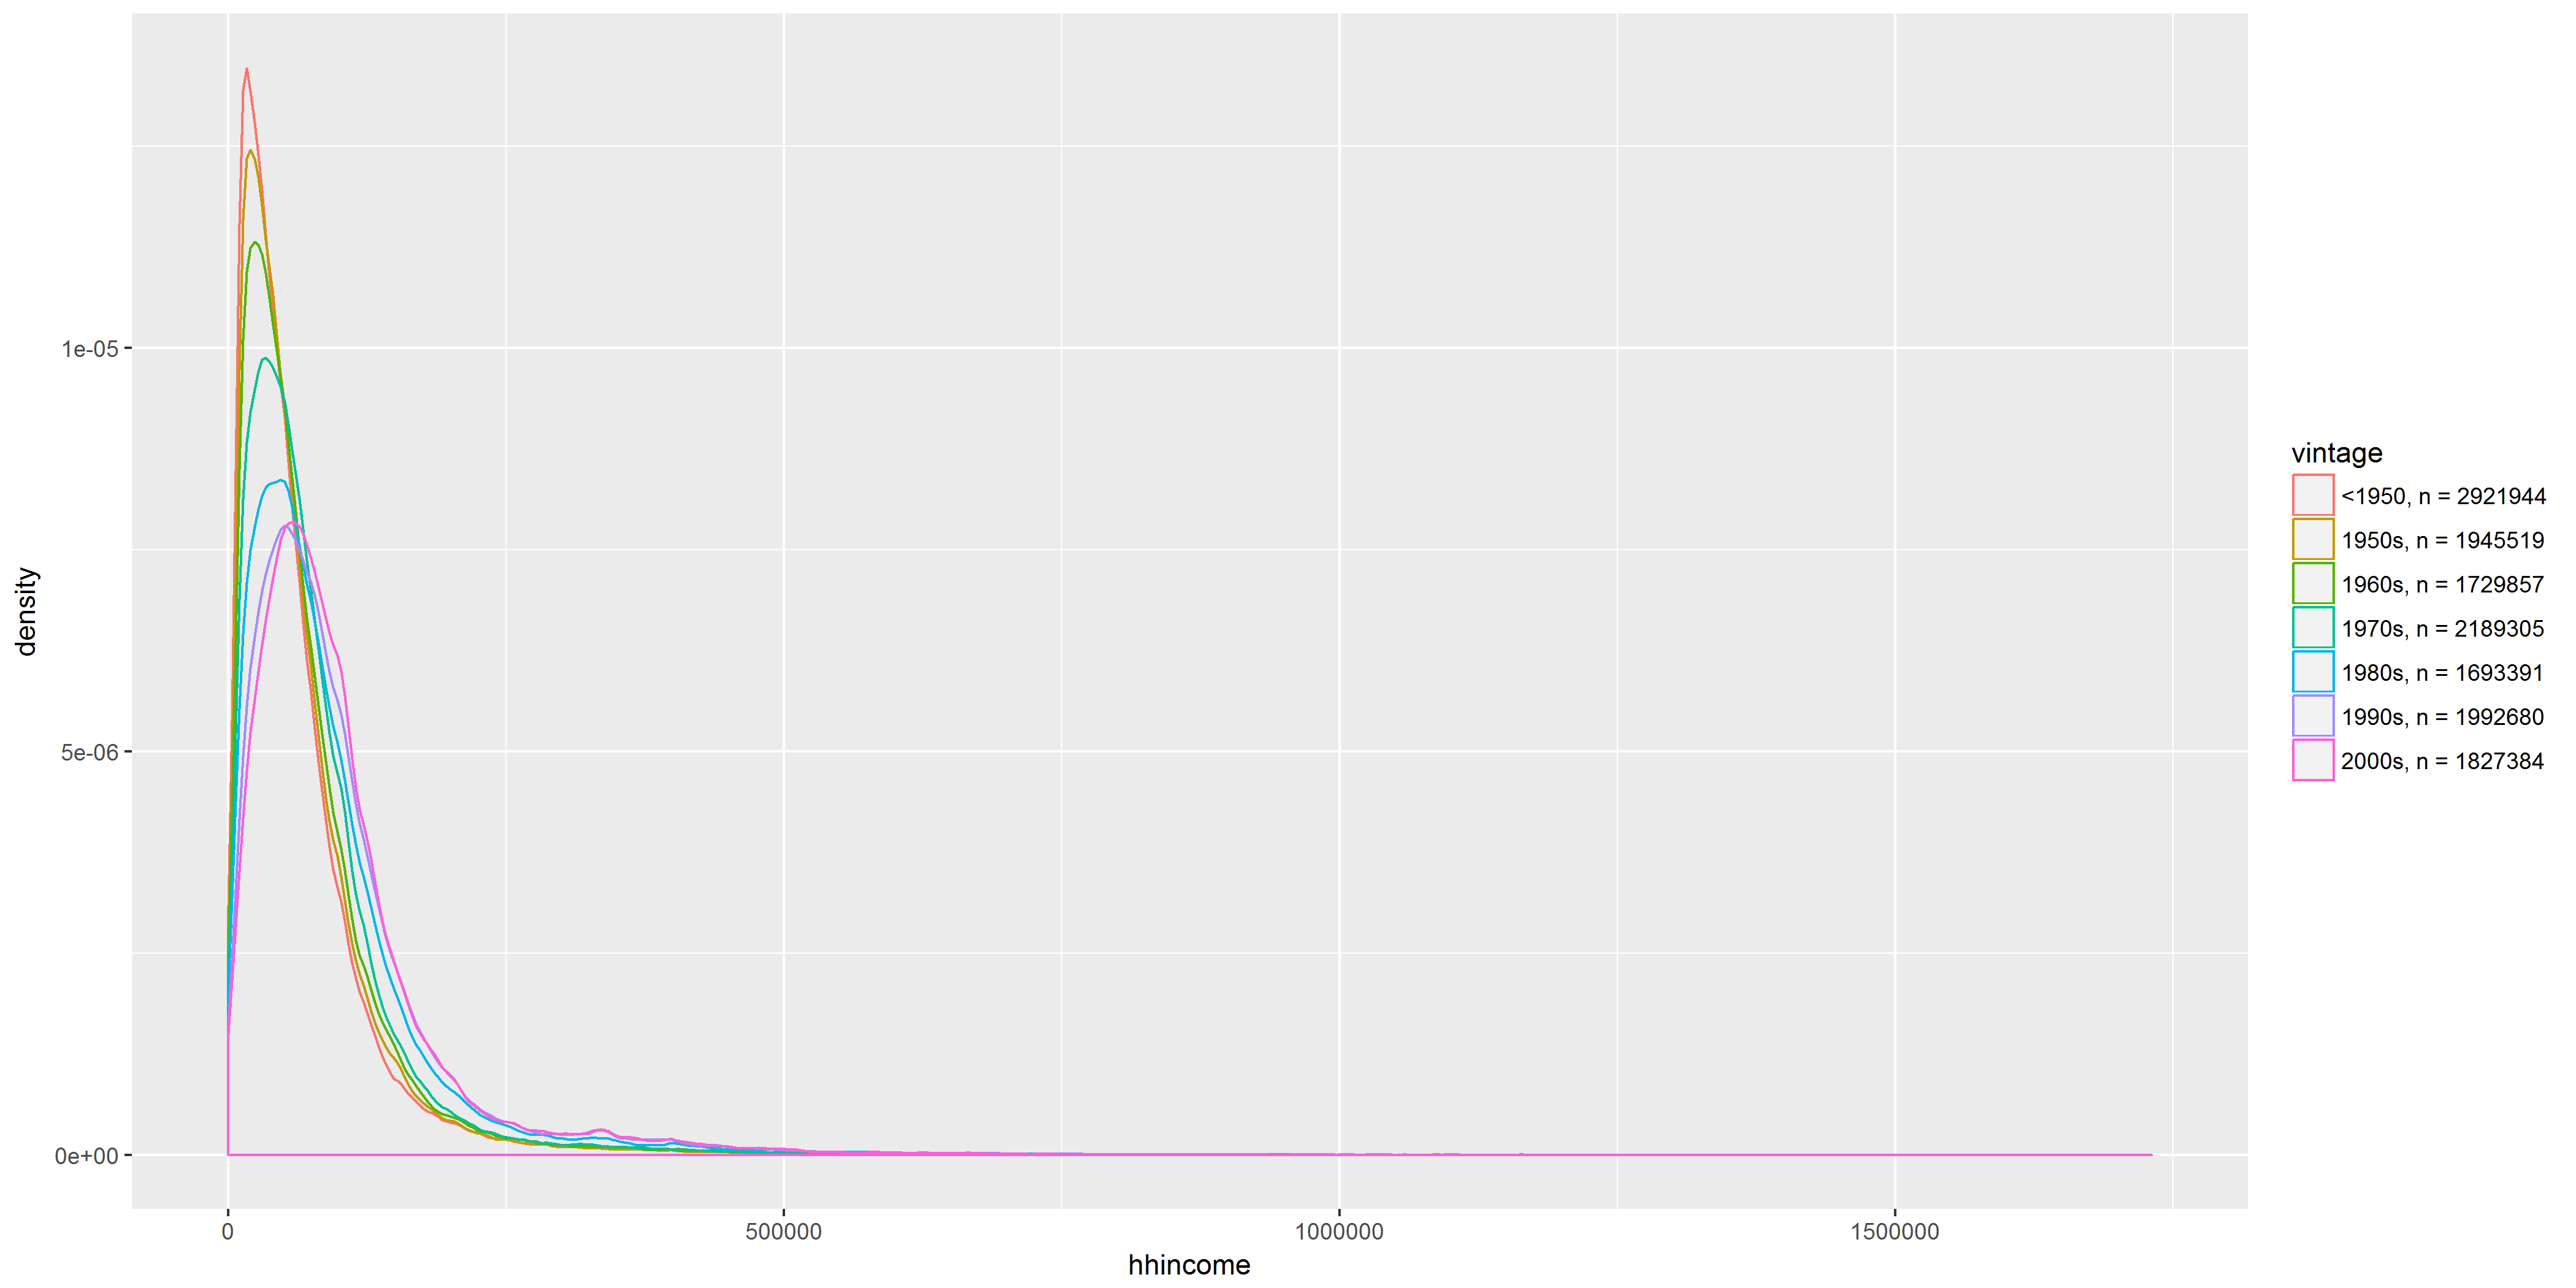 density
1e-05
5e-06
0e+00
0
500000
1000000
1500000
hhincome
vintage
<1950, n = 2921944
1950s, n = 1945519
1960s, n = 1729857
1970s, n = 2189305
1980s, n = 1693391
1990s, n = 1992680
2000s, n = 1827384